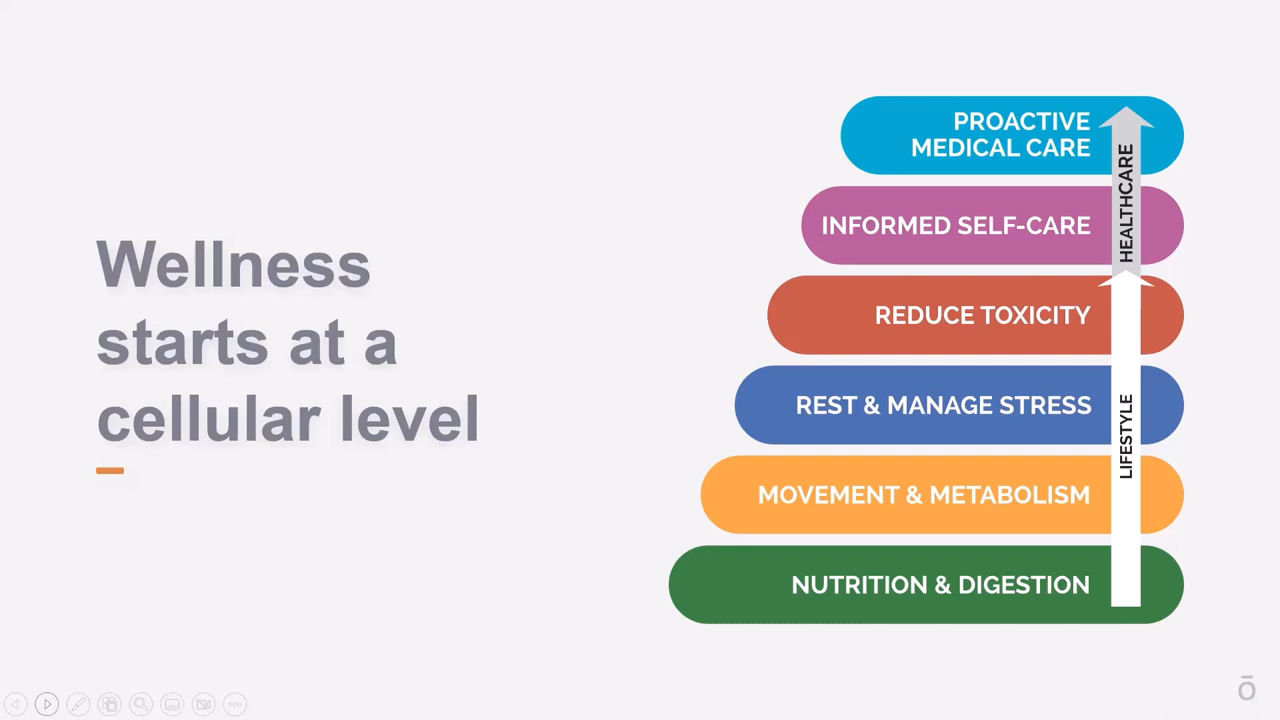 Wellness
starts at a
cellular level
PROACTIVE
MEDICAL CARE
INFORMED SELF-CARE
REDUCE TOXICITY
REST & MANAGE STRESS
MOVEMENT & METABOLISM
NUTRITION & DIGESTION
HEALTHCARE
LIFESTYLE
ō